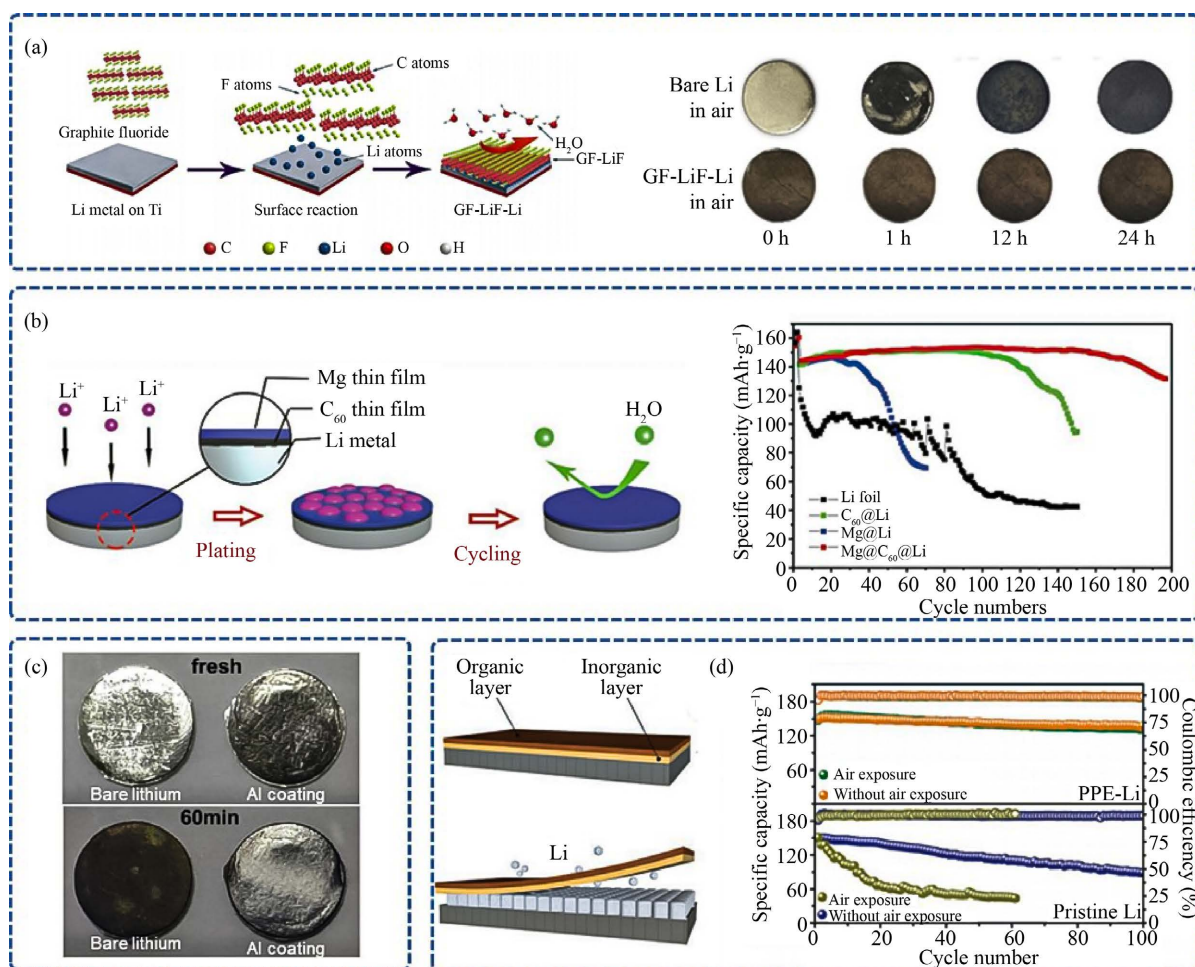 (a)
C atoms
F atoms
Graphite fluoride
Li atoms
H₂O
GF-LiF
Li metal on Ti
Surface reaction
GF-LiF-Li
C F Li O H
Bare Li
in air
GF-LiF-Li
in air
0 h 1 h 12 h 24 h
(b)
Li⁺
Li⁺
Li⁺
Mg thin film
C₆₀ thin film
Li metal
Plating
Cycling
H₂O
Specific capacity (mAh·g⁻¹)
160
140
120
100
80
60
40
20
0
Li foil
C₆₀@Li
Mg@Li
Mg@C₆₀@Li
0 20 40 60 80 100 120 140 160 180 200
Cycle numbers
(c)
fresh
Bare lithium Al coating
60min
Bare lithium Al coating
Organic
layer
Inorganic
layer
Li
(d)
Specific capacity (mAh·g⁻¹)
180
150
120
60
Air exposure
Without air exposure
PPE-Li
180
120
60
0
Air exposure
Without air exposure
Pristine Li
100
75
50
25
0
100
75
50
25
0
Coulombic efficiency (%)
0 20 40 60 80 100
Cycle number